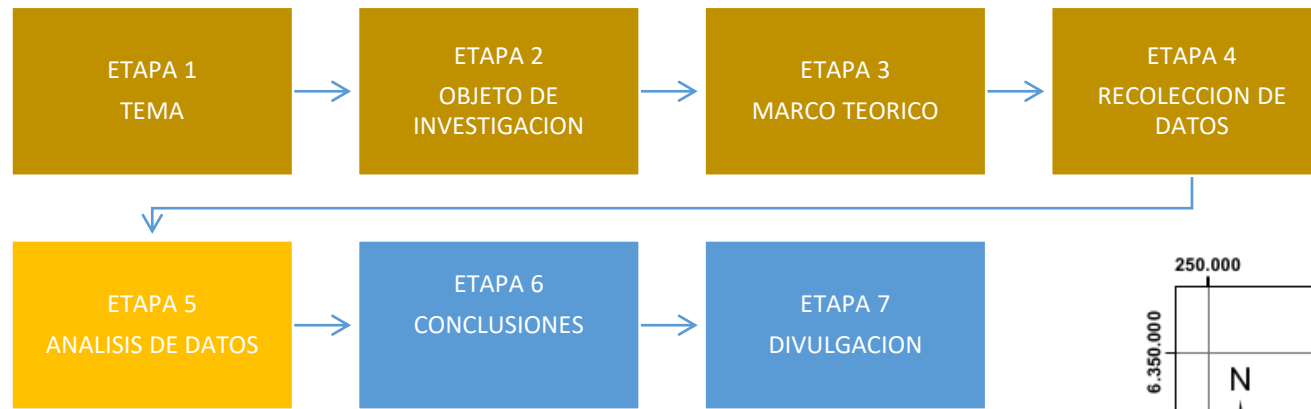 ETAPA 1
TEMA
ETAPA 2
OBJETO DE
INVESTIGACION
ETAPA 3
MARCO TEORICO
ETAPA 4
RECOLECCION DE
DATOS
ETAPA 5
ANALISIS DE DATOS
ETAPA 6
CONCLUSIONES
ETAPA 7
DIVULGACION
250.000
6.350.000
N